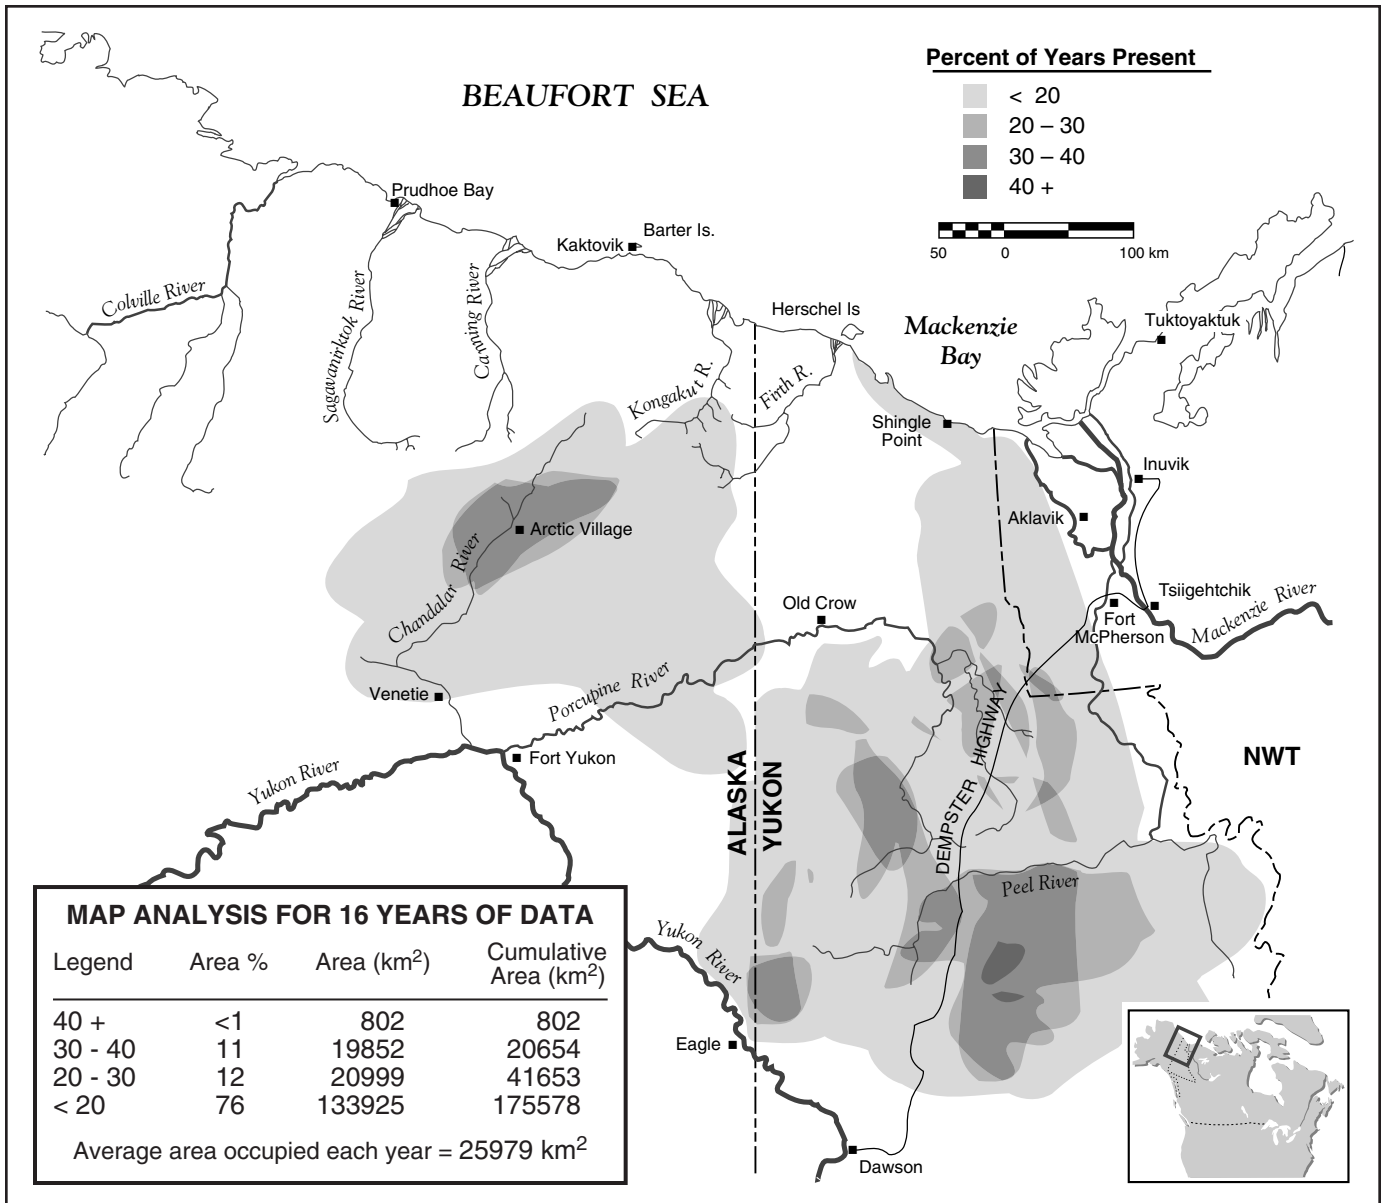 BEAUFORT SEA
Percent of Years Present
< 20
20 – 30
30 – 40
40 +
50 0 100 km
Prudhoe Bay
Barter Is.
Kaktovik
Colville River
Sagavanirktok River
Canning River
Herschel Is
Mackenzie
Bay
Tuktoyaktuk
Kongakut R.
Firth R.
Shingle
Point
Inuvik
Aklavik
Arctic Village
Chandalar River
Old Crow
Tsiigehtchik
Fort
McPherson
Mackenzie River
Venetie
Porcupine River
DEMPSTER HIGHWAY
Fort Yukon
Yukon River
ALASKA
YUKON
NWT
Peel River
Yukon River
Eagle
Dawson
MAP ANALYSIS FOR 16 YEARS OF DATA
Legend Area % Area (km²) Cumulative
Area (km²)
40 + <1 802 802
30 - 40 11 19852 20654
20 - 30 12 20999 41653
< 20 76 133925 175578
Average area occupied each year = 25979 km²